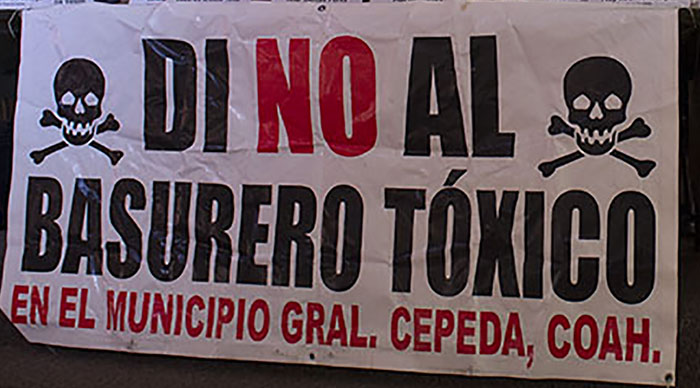 DI NO AL
BASURERO TÓXICO
EN EL MUNICIPIO GRAL. CEPEDA, COAH.